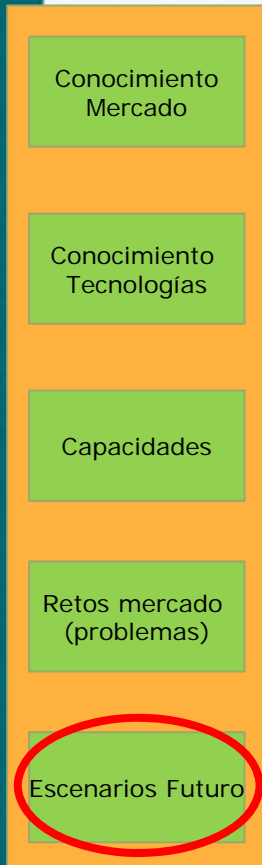 Conocimiento
Mercado
Conocimiento
Tecnologías
Capacidades
Retos mercado
(problemas)
Escenarios Futuro